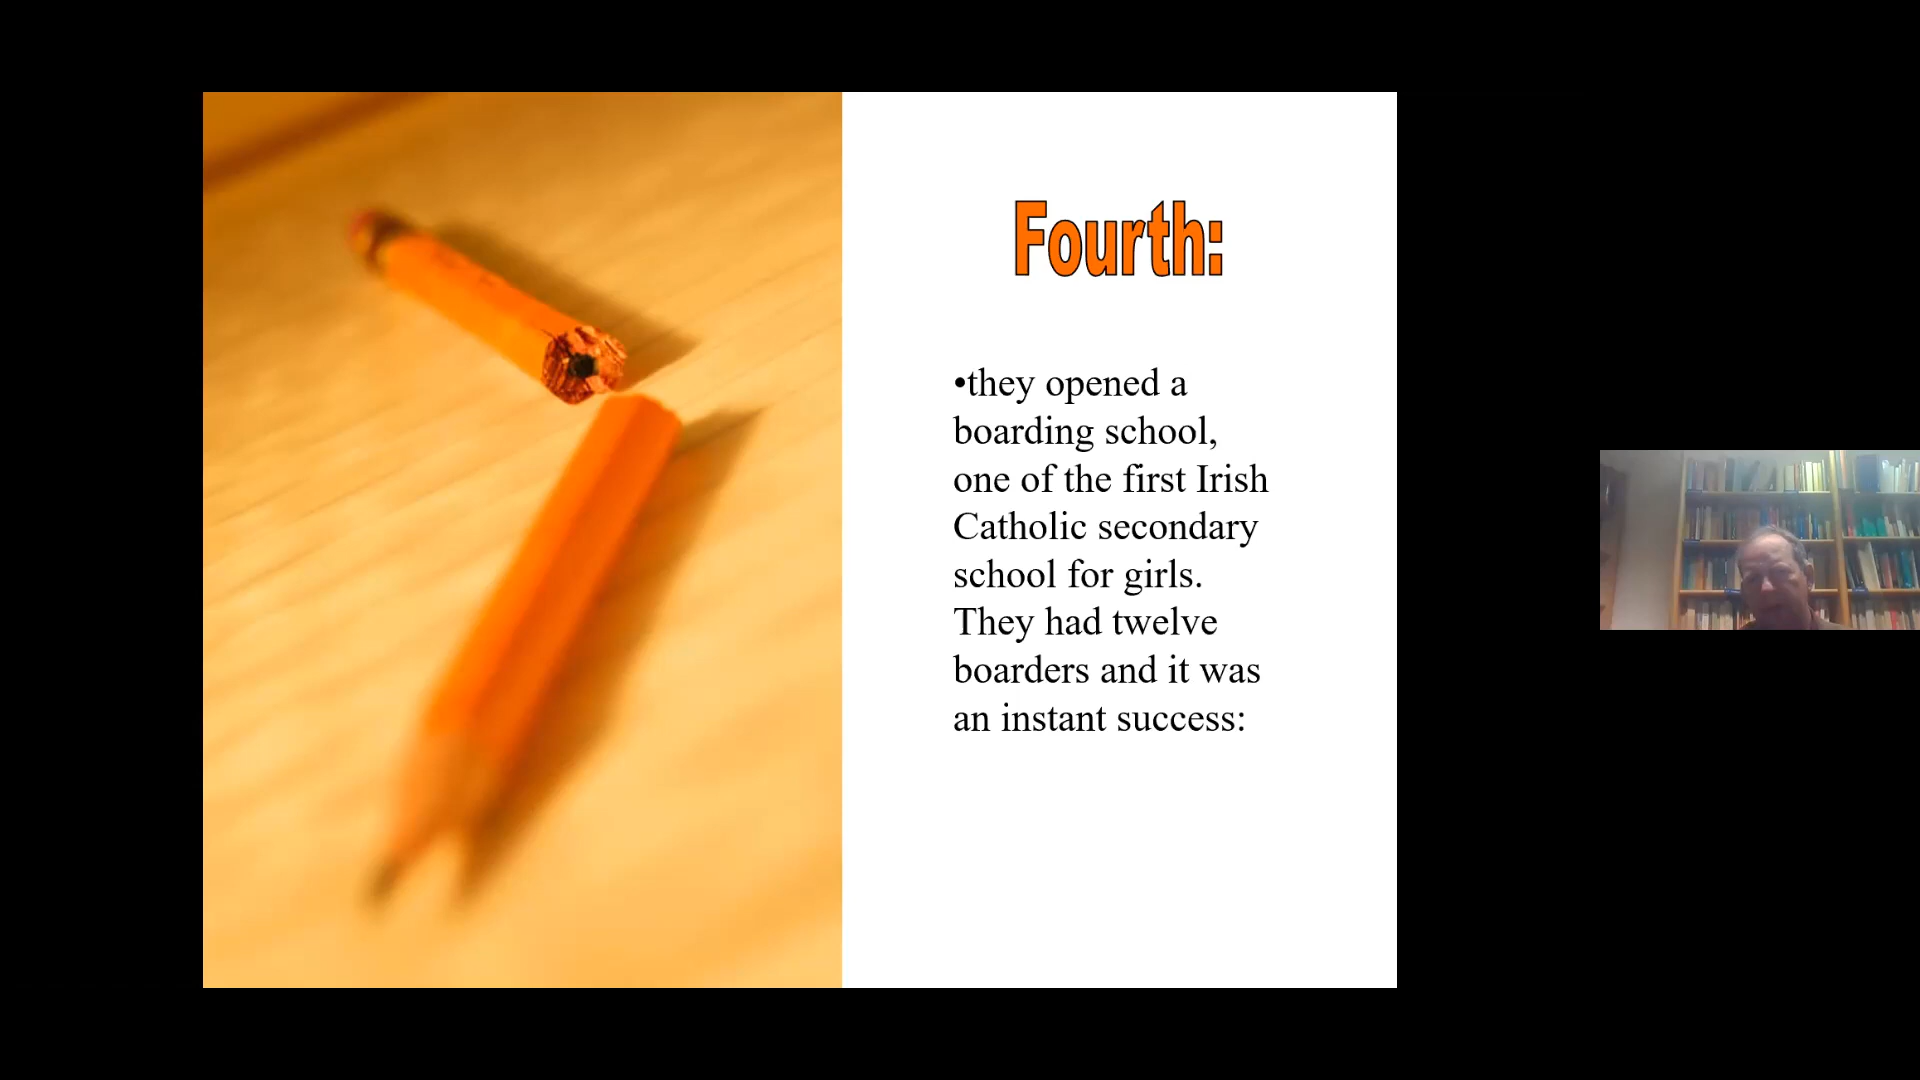 Fourth:
•they opened a
boarding school,
one of the first Irish
Catholic secondary
school for girls.
They had twelve
boarders and it was
an instant success: